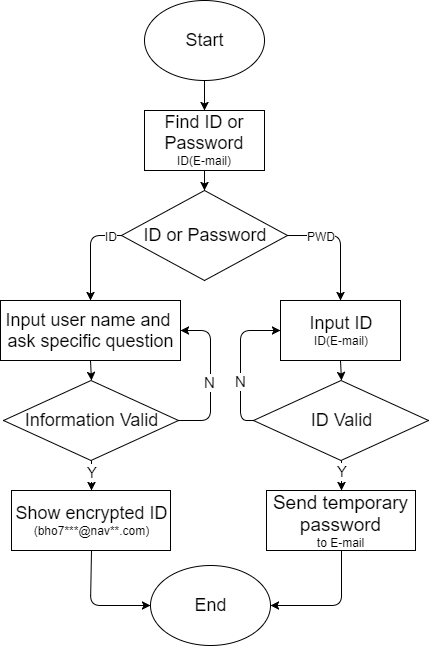 Start
Find ID or
Password
ID(E-mail)
ID or Password
ID
PWD
Input user name and
ask specific question
Input ID
ID(E-mail)
N
N
Information Valid
ID Valid
Y
Y
Show encrypted ID
(bho7***@nav**.com)
Send temporary
password
to E-mail
End